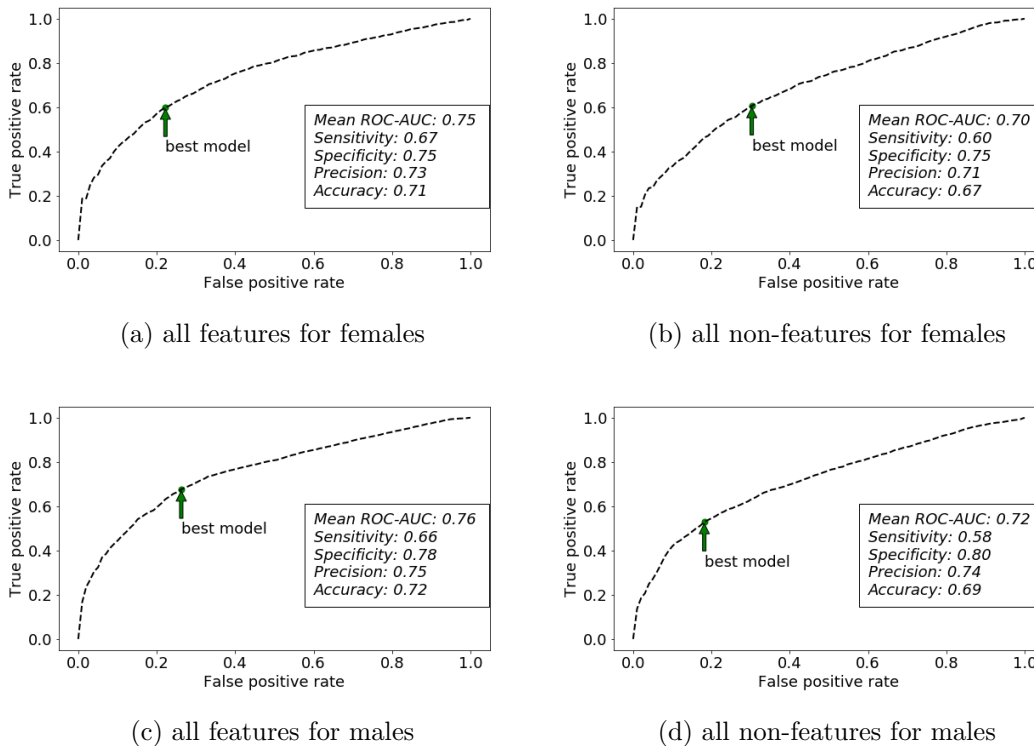 1.0
0.8
0.6
0.4
0.2
0.0
True positive rate
best model
Mean ROC-AUC: 0.75
Sensitivity: 0.67
Specificity: 0.75
Precision: 0.73
Accuracy: 0.71
0.0 0.2 0.4 0.6 0.8 1.0
False positive rate
(a) all features for females
1.0
0.8
0.6
0.4
0.2
0.0
True positive rate
best model
Mean ROC-AUC: 0.70
Sensitivity: 0.60
Specificity: 0.75
Precision: 0.71
Accuracy: 0.67
0.0 0.2 0.4 0.6 0.8 1.0
False positive rate
(b) all non-features for females
1.0
0.8
0.6
0.4
0.2
0.0
True positive rate
best model
Mean ROC-AUC: 0.76
Sensitivity: 0.66
Specificity: 0.78
Precision: 0.75
Accuracy: 0.72
0.0 0.2 0.4 0.6 0.8 1.0
False positive rate
(c) all features for males
1.0
0.8
0.6
0.4
0.2
0.0
True positive rate
best model
Mean ROC-AUC: 0.72
Sensitivity: 0.58
Specificity: 0.80
Precision: 0.74
Accuracy: 0.69
0.0 0.2 0.4 0.6 0.8 1.0
False positive rate
(d) all non-features for males